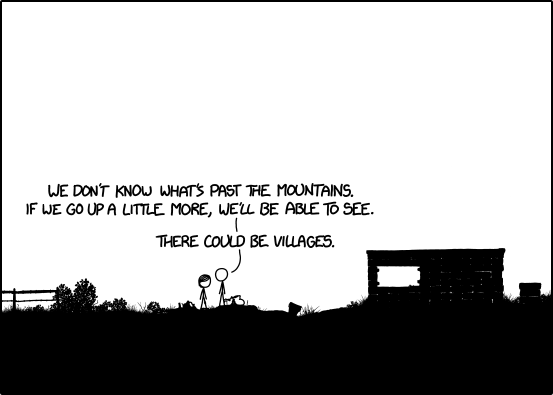 WE DON'T KNOW WHAT'S PAST THE MOUNTAINS.
IF WE GO UP A LITTLE MORE, WE'LL BE ABLE TO SEE.
THERE COULD BE VILLAGES.